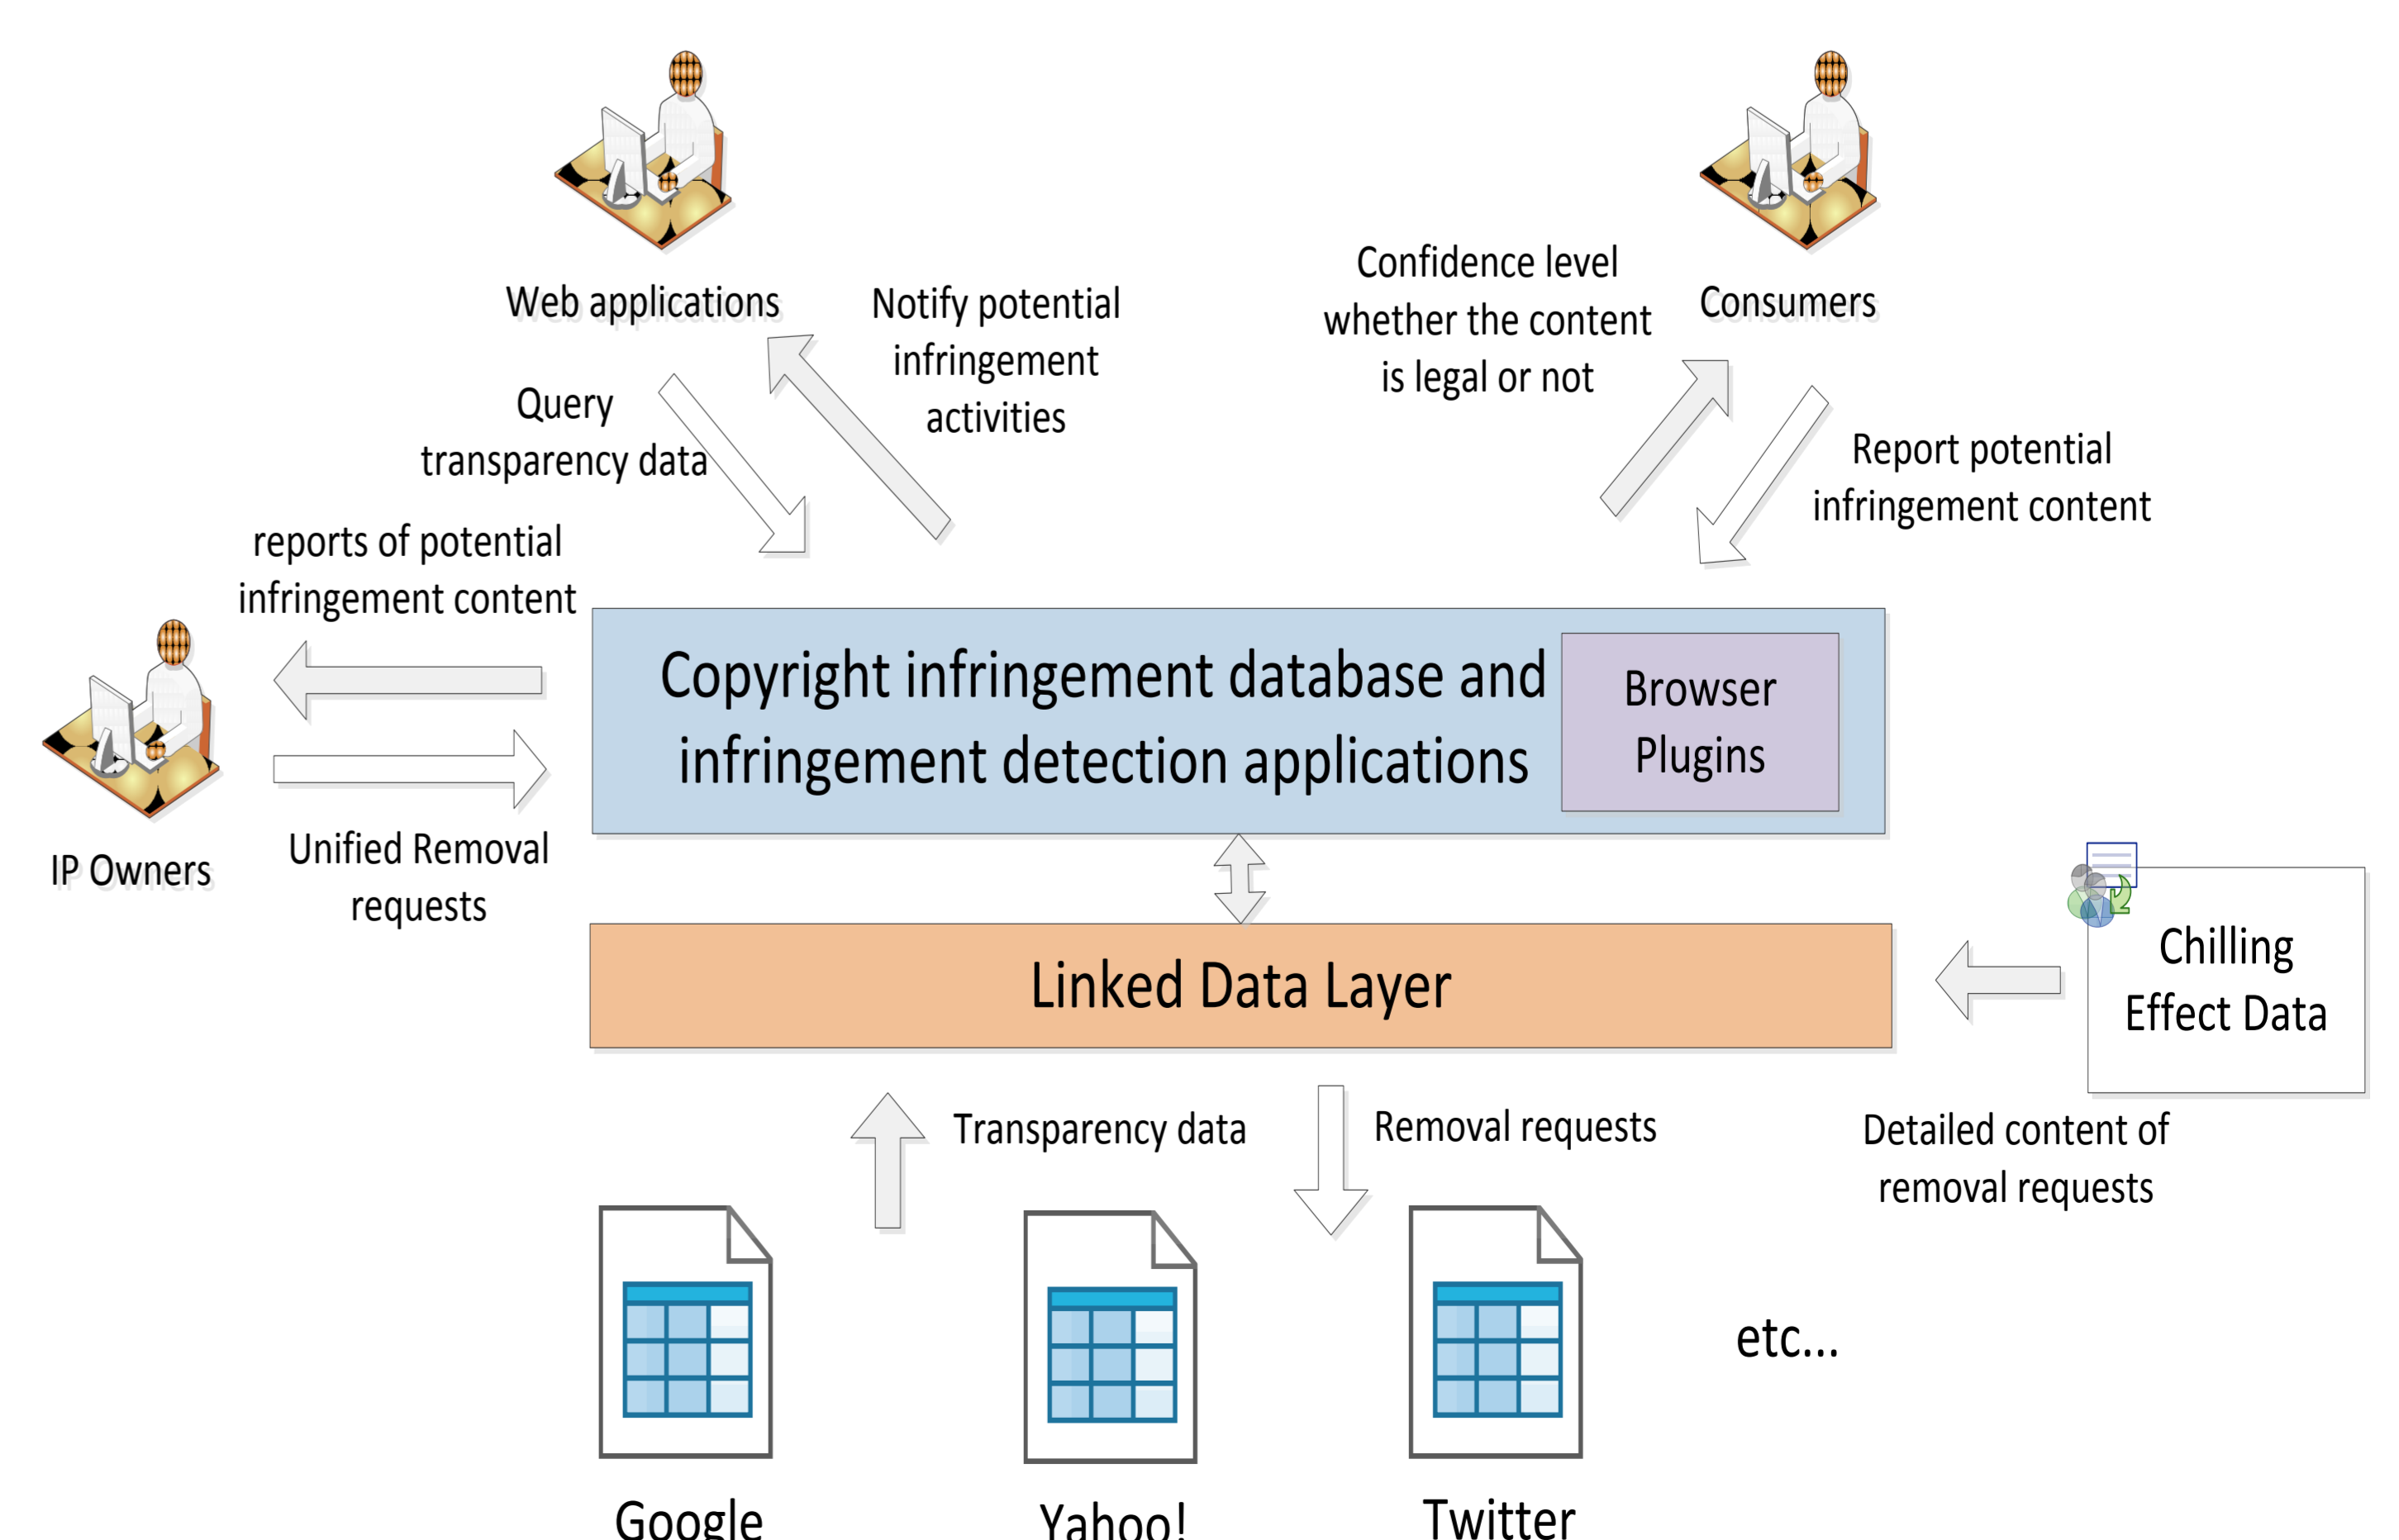 Web applications
Notify potential
infringement
activities
Confidence level
whether the content
is legal or not
Consumers
Query
transparency data
Report potential
infringement content
reports of potential
infringement content
IP Owners
Unified Removal
requests
Copyright infringement database and
infringement detection applications
Browser
Plugins
Linked Data Layer
Chilling
Effect Data
Transparency data
Removal requests
Detailed content of
removal requests
etc...
Google
Yahoo!
Twitter